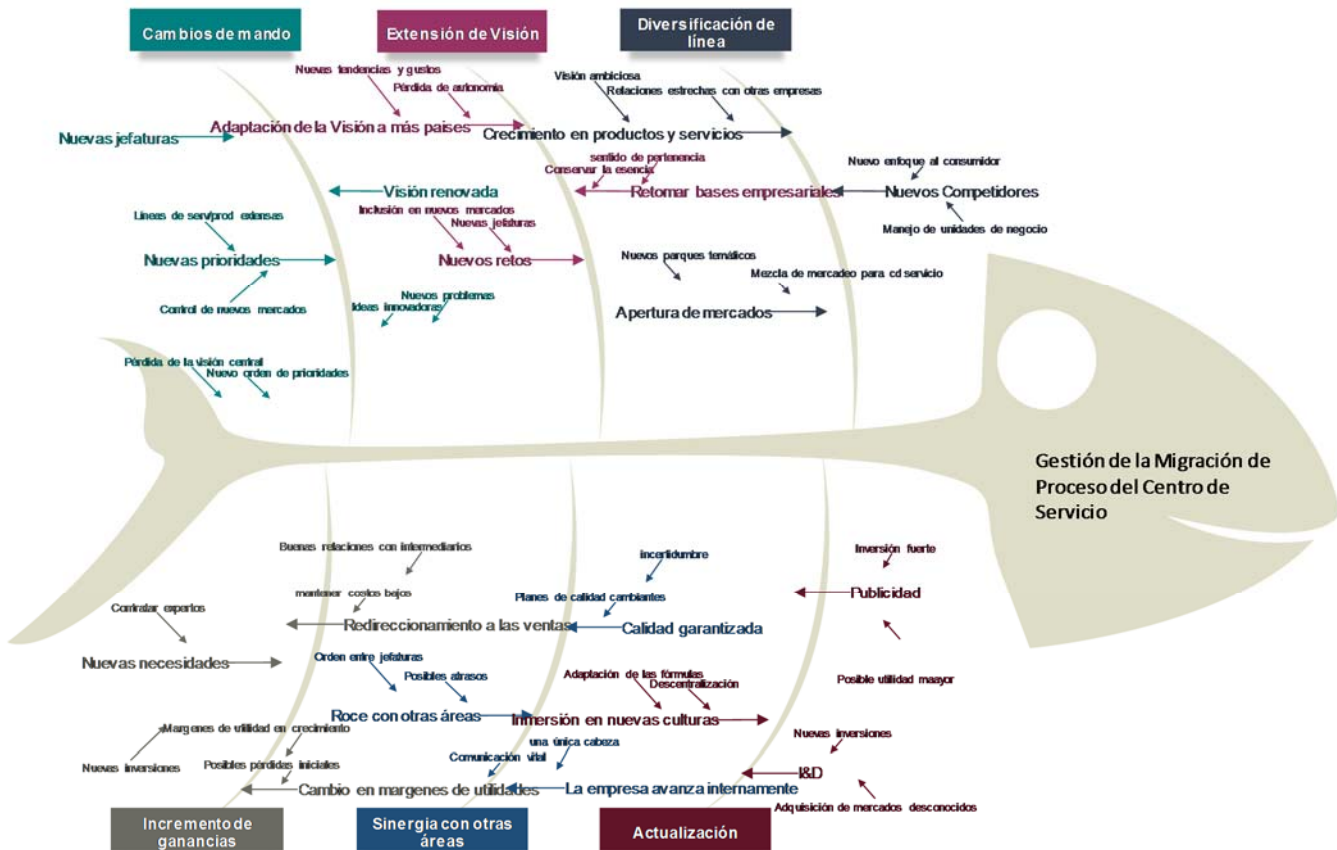 Cambios de mando
Extensión de Visión
Diversificación de
línea
Nuevas tendencias y gustos
Pérdida de autonomía
Visión ambiciosa
Relaciones estrechas con otras empresas
Nuevas jefaturas
Adaptación de la Visión a más países
Crecimiento en productos y servicios
sentido de pertenencia
Conservar la esencia
Nuevo enfoque al consumidor
Visión renovada
Retomar bases empresariales
Nuevos Competidores
Líneas de serv/prod extensas
Inclusión en nuevos mercados
Nuevas jefaturas
Manejo de unidades de negocio
Nuevas prioridades
Nuevos retos
Nuevos parques temáticos
Mezcla de mercadeo para cd servicio
Control de nuevos mercados
Ideas innovadoras
Nuevos problemas
Apertura de mercados
Pérdida de la visión central
Nuevo orden de prioridades
Gestión de la Migración de
Proceso del Centro de
Servicio
Buenas relaciones con intermediarios
incertidumbre
Inversión fuerte
mantener costos bajos
Planes de calidad cambiantes
Publicidad
Contratar expertos
Redireccionamiento a las ventas
Calidad garantizada
Nuevas necesidades
Orden entre jefaturas
Posibles atrasos
Adaptación de las fórmulas
Descentralización
Posible utilidad maayor
Roce con otras áreas
Inmersión en nuevas culturas
Margenes de utilidad en crecimiento
una única cabeza
Nuevas inversiones
Nuevas inversiones
Posibles pérdidas iniciales
Comunicación vital
I&D
Cambio en margenes de utilidades
La empresa avanza internamente
Adquisición de mercados desconocidos
Incremento de
ganancias
Sinergia con otras
áreas
Actualización